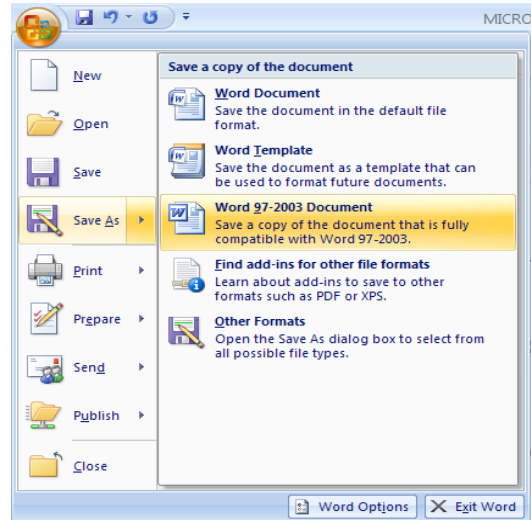 MICRO
New
Open
Save
Save As
Print
Prepare
Send
Publish
Close
Save a copy of the document
Word Document
Save the document in the default file
format.
Word Template
Save the document as a template that can
be used to format future documents.
Word 97-2003 Document
Save a copy of the document that is fully
compatible with Word 97-2003.
Find add-ins for other file formats
Learn about add-ins to save to other
formats such as PDF or XPS.
Other Formats
Open the Save As dialog box to select from
all possible file types.
Word Options
Exit Word